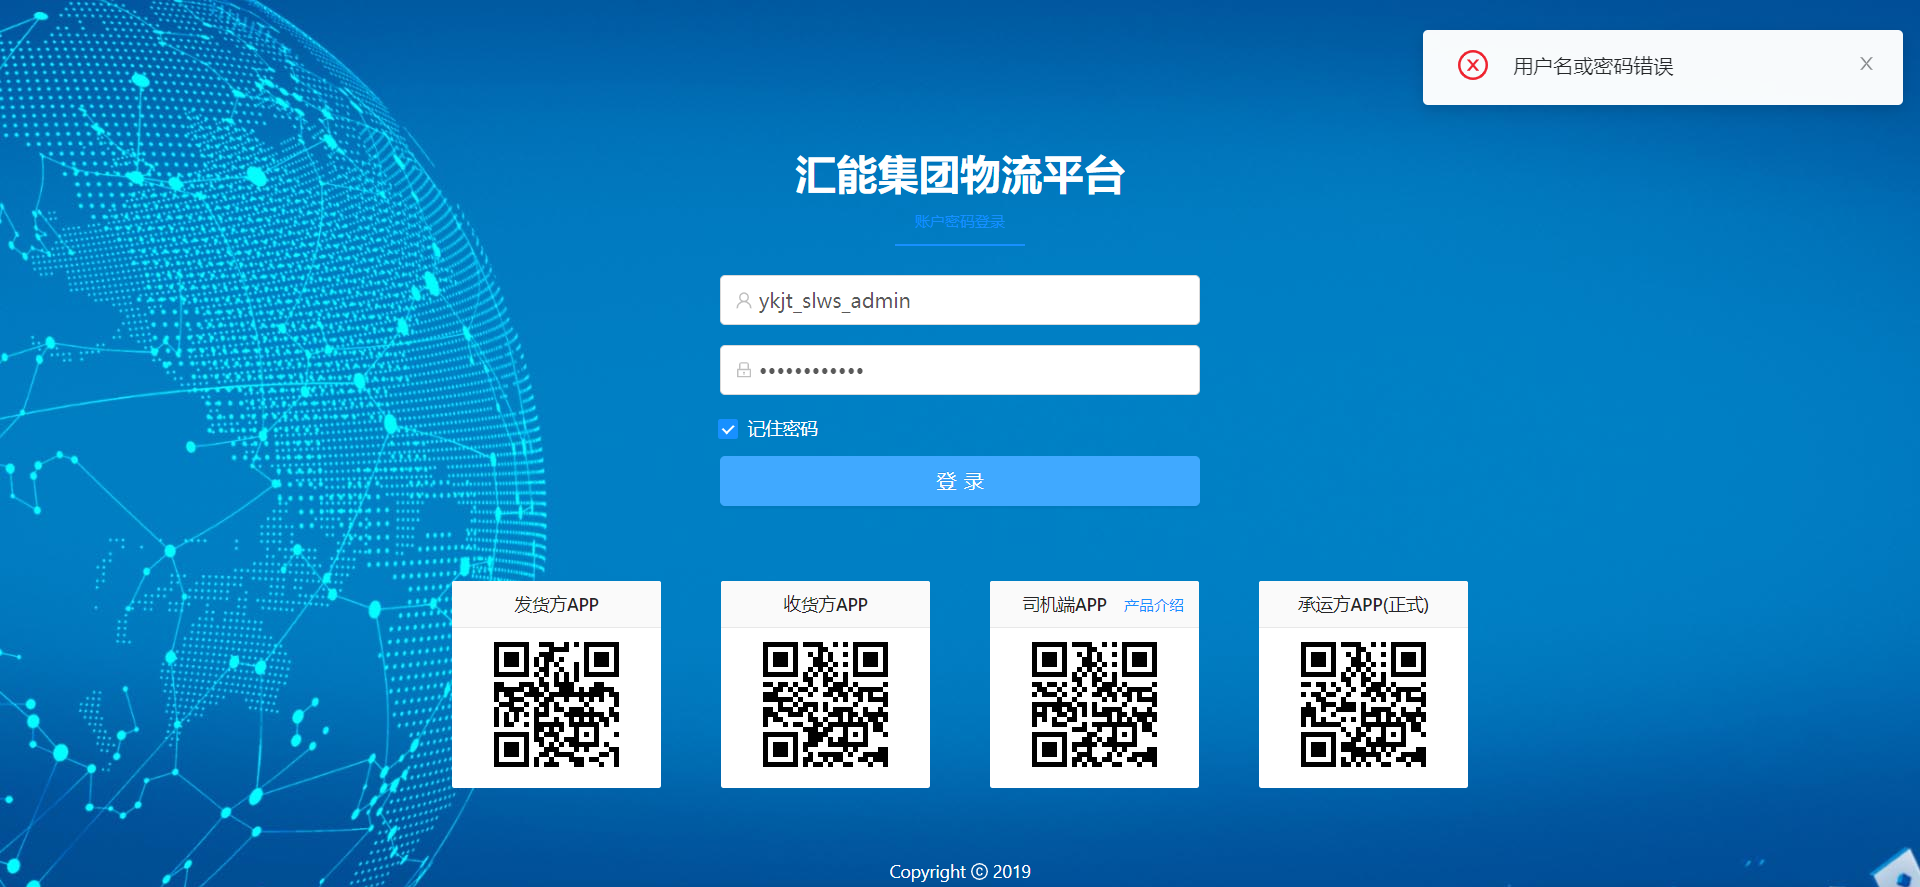 用户名或密码错误
汇能集团物流平台
账户密码登录
ykjt_slws_admin
••••••••••••
记住密码
登 录
发货方APP
收货方APP
司机端APP 产品介绍
承运方APP(正式)
Copyright © 2019